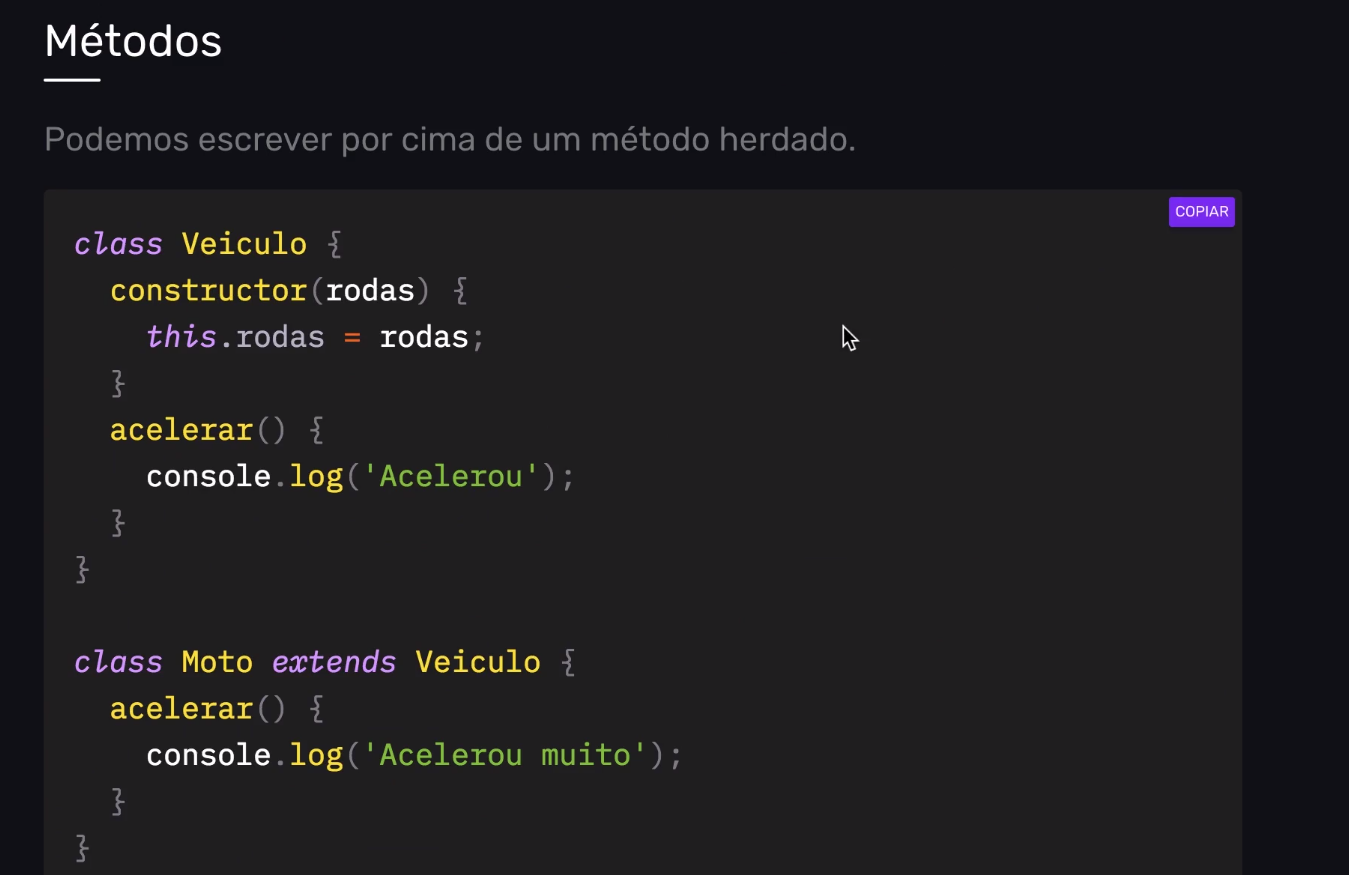 Métodos
Podemos escrever por cima de um método herdado.
COPIAR
class Veiculo {
  constructor(rodas) {
    this.rodas = rodas;
  }
  acelerar() {
    console.log('Acelerou');
  }
}

class Moto extends Veiculo {
  acelerar() {
    console.log('Acelerou muito');
  }
}